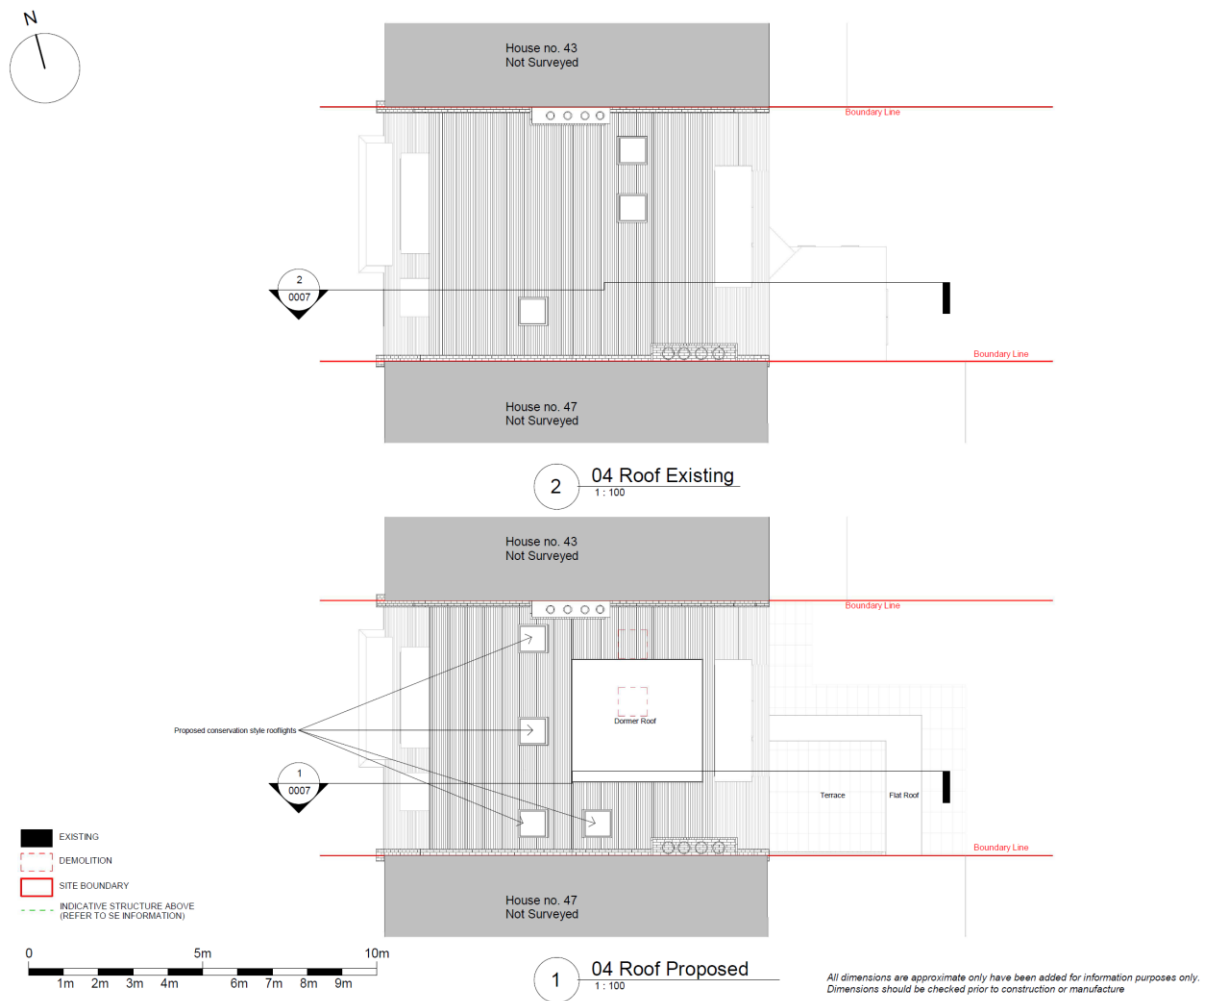 N
House no. 43
Not Surveyed
Boundary Line
2
0007
Boundary Line
House no. 47
Not Surveyed
2
04 Roof Existing
1 : 100
House no. 43
Not Surveyed
Boundary Line
Dormer Roof
Proposed conservation style rooflights
1
0007
Terrace
Flat Roof
Boundary Line
EXISTING
DEMOLITION
SITE BOUNDARY
INDICATIVE STRUCTURE ABOVE
(REFER TO SE INFORMATION)
House no. 47
Not Surveyed
0 5m 10m
1m 2m 3m 4m 6m 7m 8m 9m
1
04 Roof Proposed
1 : 100
All dimensions are approximate only have been added for information purposes only.
Dimensions should be checked prior to construction or manufacture